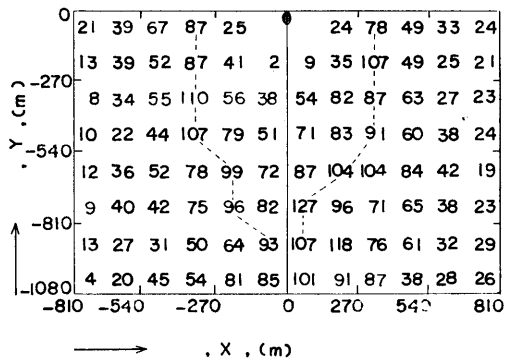 0 21 39 67 87 25 24 78 49 33 24
13 39 52 87 41 2 9 35 107 49 25 21
-270
8 34 55 110 56 38 54 82 87 63 27 23
10 22 44 107 79 51 71 83 91 60 38 24
-540
12 36 52 78 99 72 87 104 104 84 42 19
9 40 42 75 96 82 127 96 71 65 38 23
-810
13 27 31 50 64 93 107 118 76 61 32 29
4 20 45 54 81 85 101 91 87 38 28 26
-1080
-810 -540 -270 0 270 540 810
, X , (m)
, Y , (m)